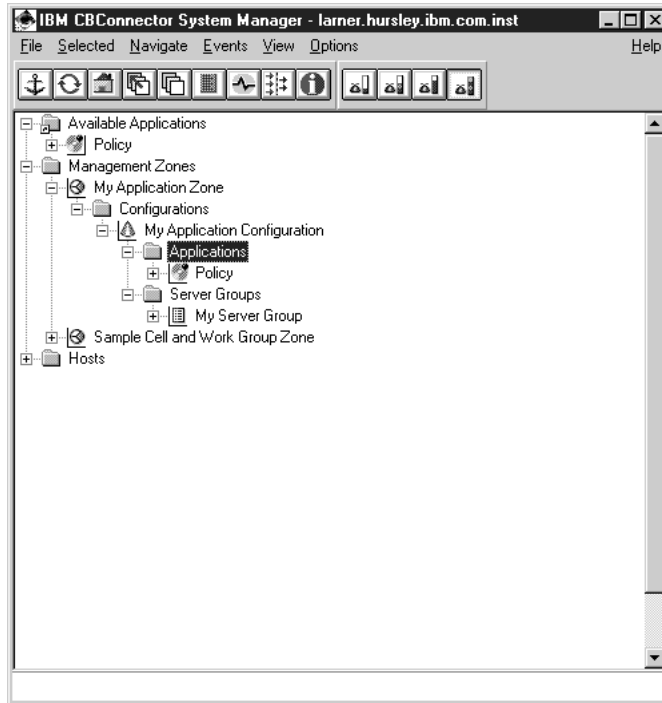 IBM CBConnector System Manager - larner.hursley.ibm.com.inst
File Selected Navigate Events View Options Help
Available Applications
Policy
Management Zones
My Application Zone
Configurations
My Application Configuration
Applications
Policy
Server Groups
My Server Group
Sample Cell and Work Group Zone
Hosts